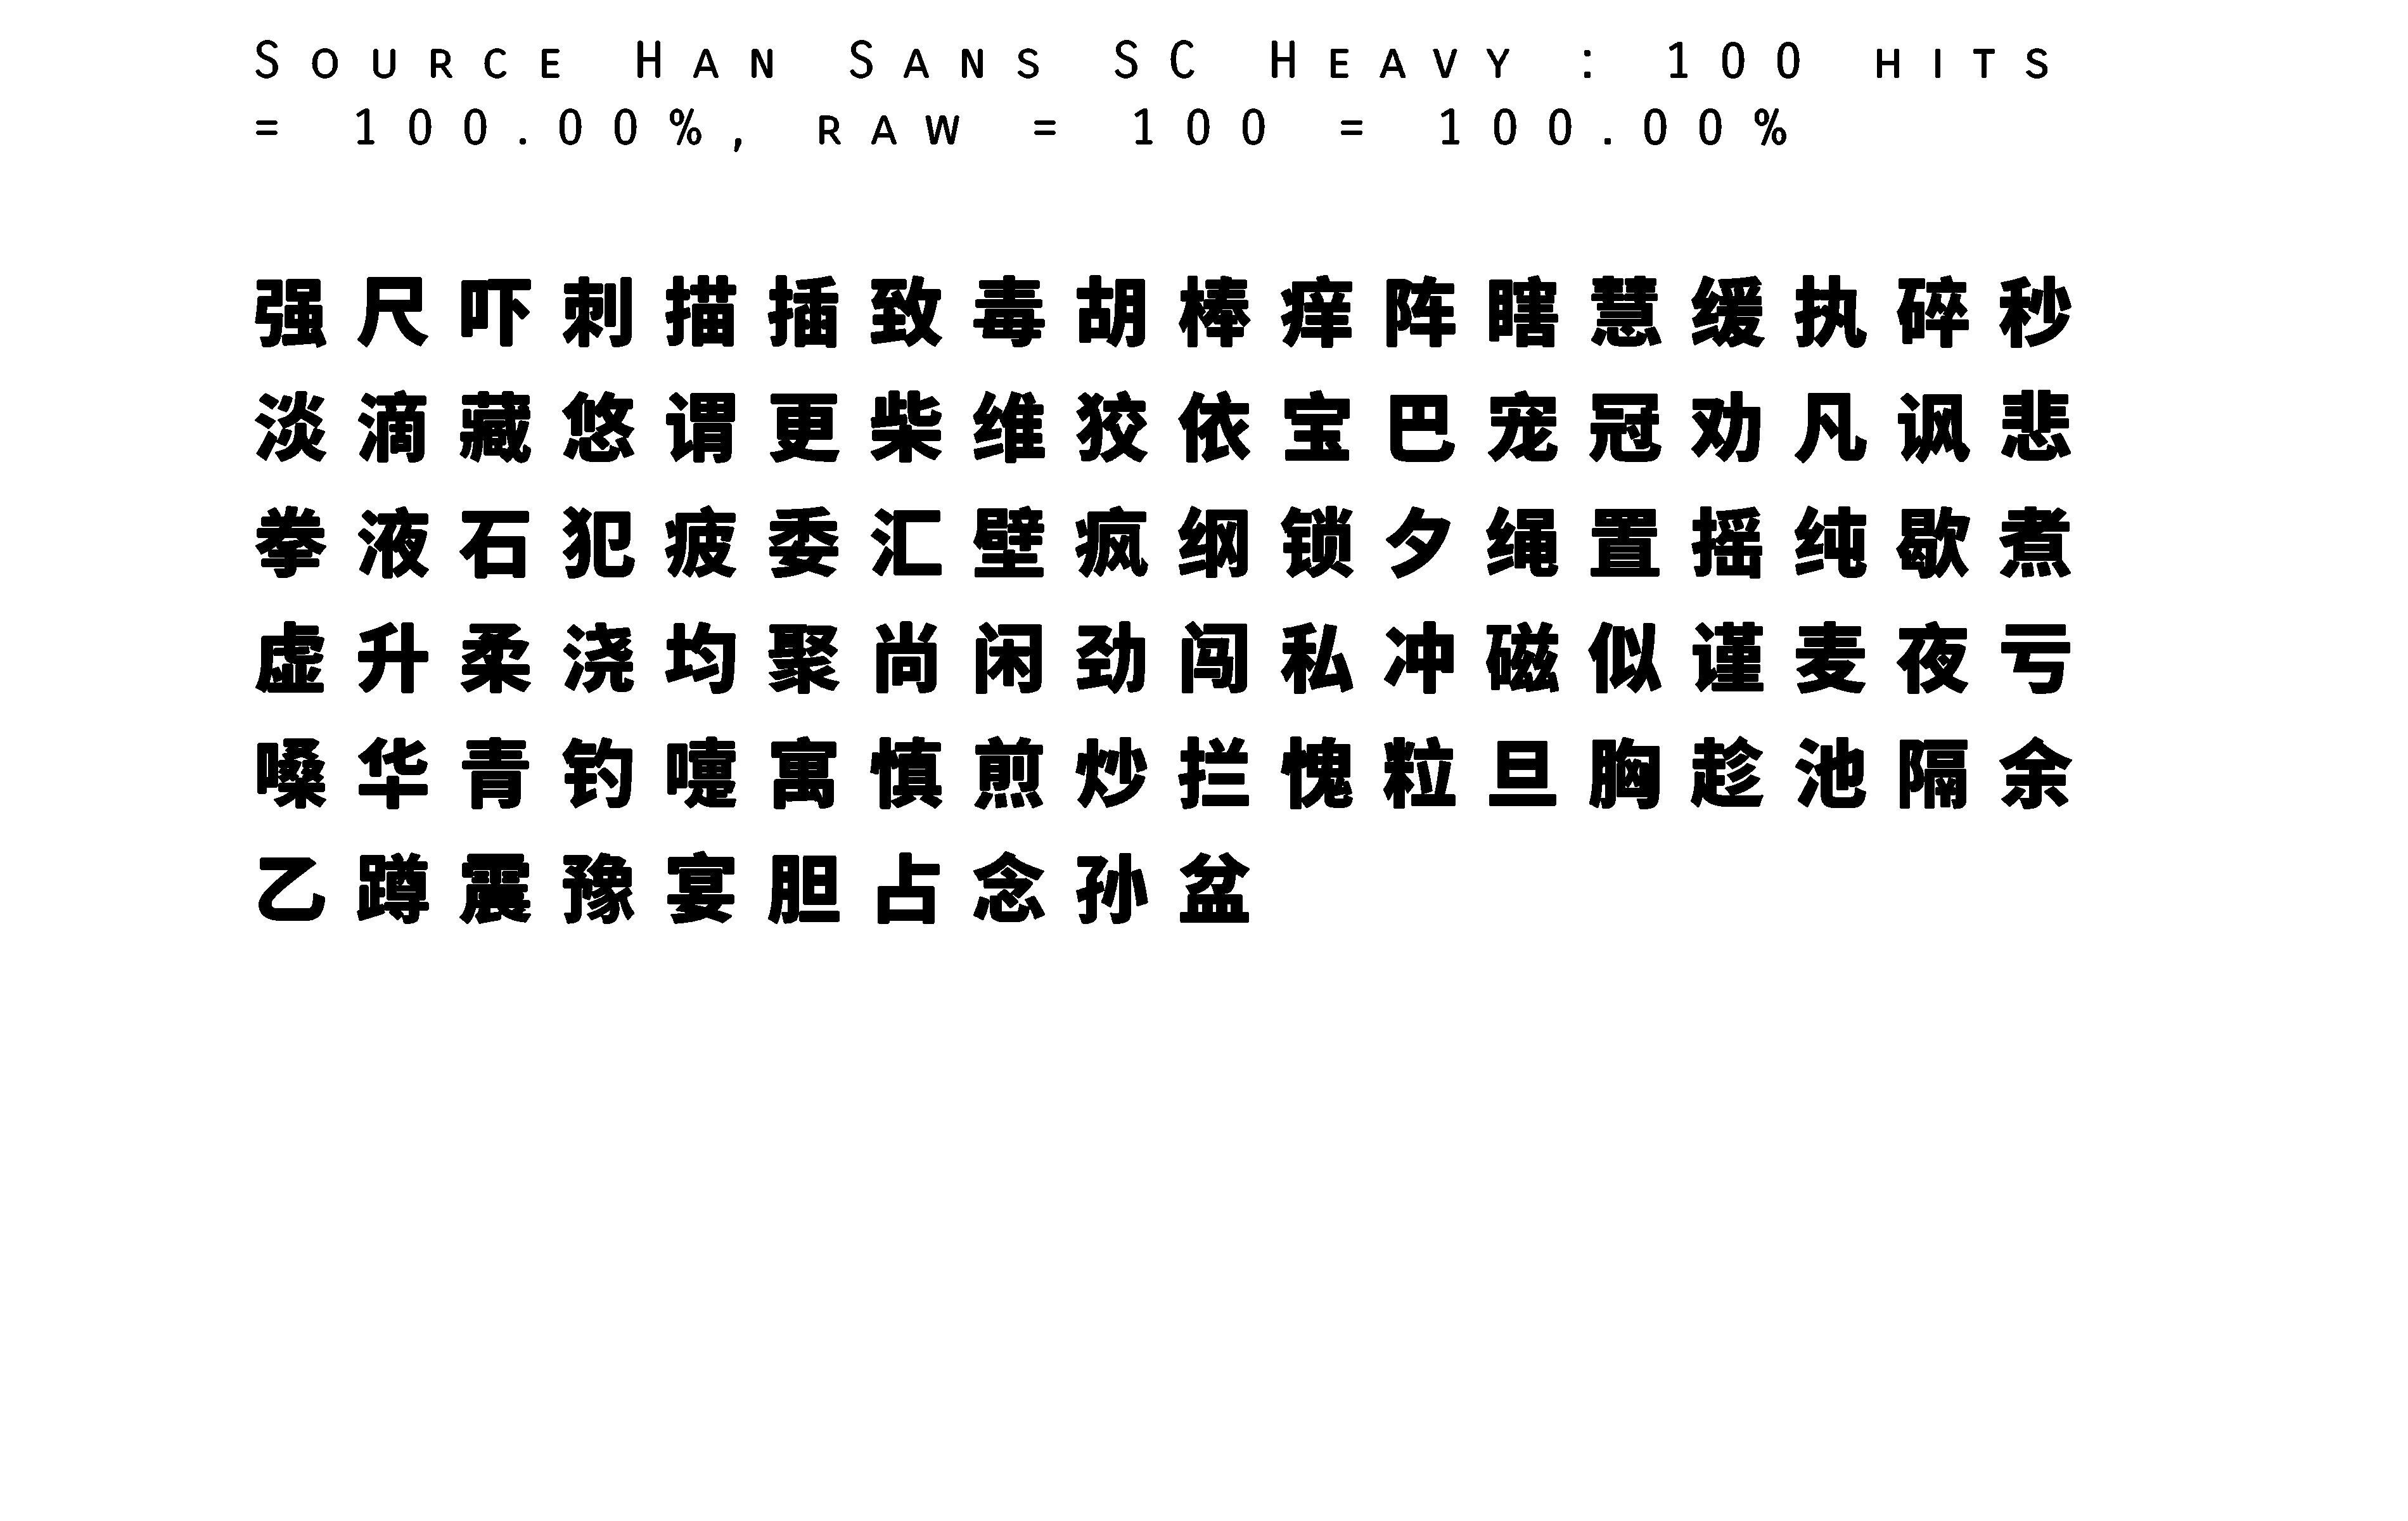 Source Han Sans SC Heavy : 100 hits
= 100.00%, raw = 100 = 100.00%
强尺吓刺描插致毒胡棒痒阵瞎慧缓执碎秒
淡滴藏悠谓更柴维狡依宝巴宠冠劝凡讽悲
拳液石犯疲委汇壁疯纲锁夕绳置摇纯歇煮
虚升柔浇均聚尚闲劲闯私冲磁似谨麦夜亏
嗓华青钓嚏寓慎煎炒拦愧粒旦胸趁池隔余
乙蹲震豫宴胆占念孙盆